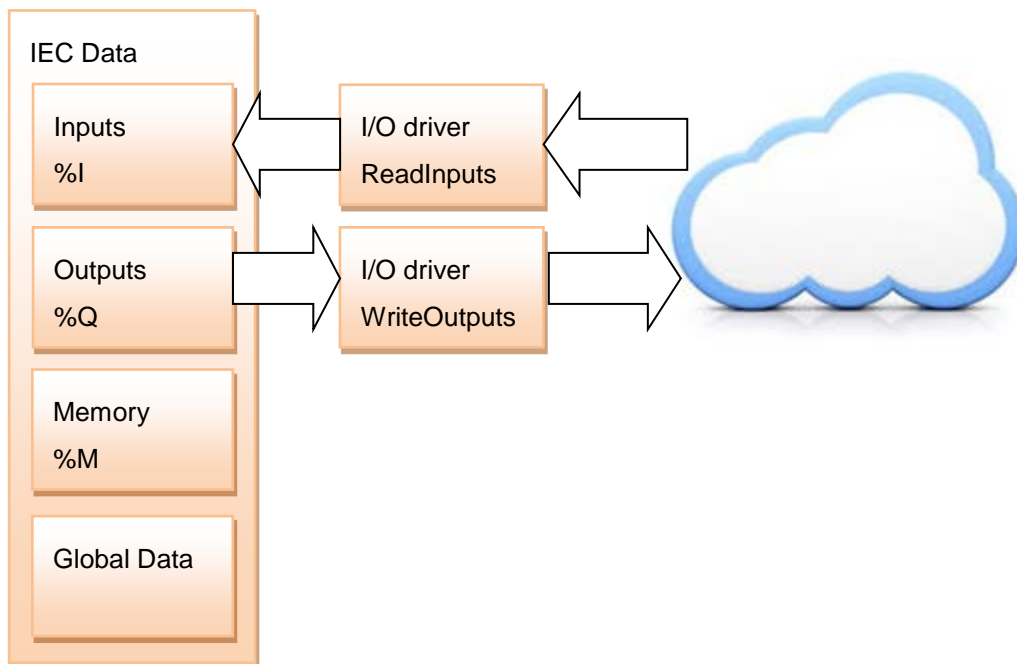 IEC Data
Inputs
%I
I/O driver
ReadInputs
Outputs
%Q
I/O driver
WriteOutputs
Memory
%M
Global Data